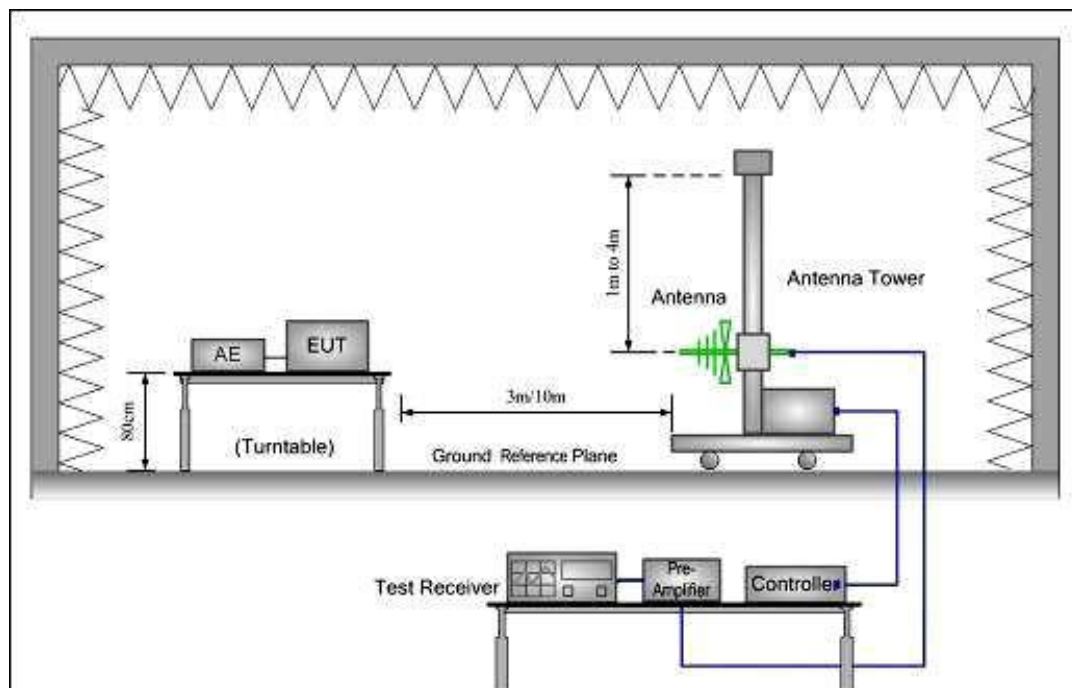 1m to 4m
Antenna Tower
Antenna
EUT
AE
3m/10m
80cm
(Turntable)
Ground Reference Plane
Pre-
Amplifier
Test Receiver
Controller